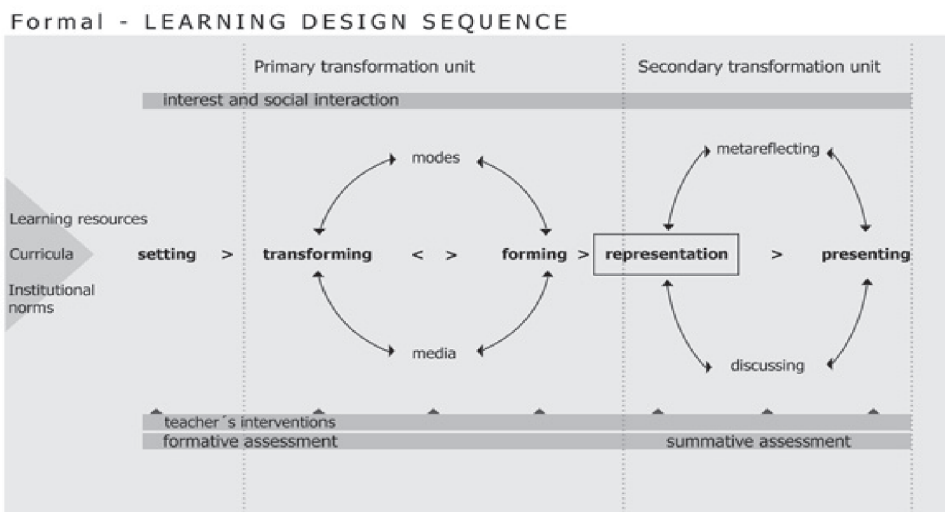 Formal - LEARNING DESIGN SEQUENCE
Primary transformation unit
Secondary transformation unit
interest and social interaction
modes
metareflecting
Learning resources
Curricula
Institutional
norms
setting > transforming < > forming > representation > presenting
media
discussing
teacher´s interventions
formative assessment
summative assessment